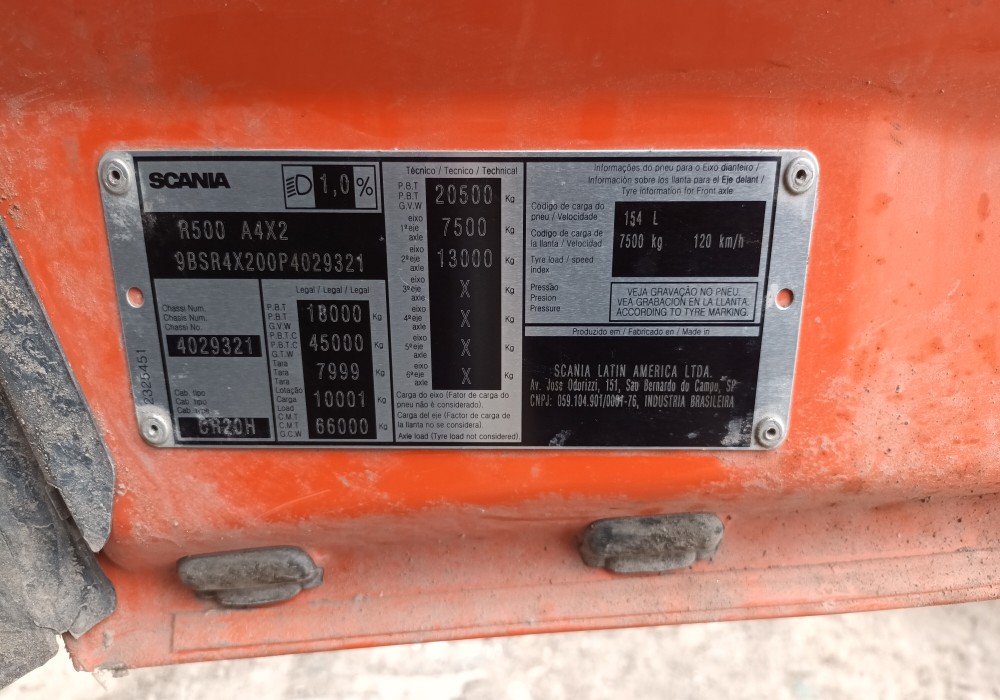 SCANIA
1,0 %
R500 A4X2
9BSR4X200P4029321
Chassi Num.
Chasis Num.
Chassi No.
4029321
Cab. tipo
Cab. tipo
Cab. type
CR20H
2325451
Legal / Legal / Legal
P.B.T
P.B.T
G.V.W
18000 Kg
P.B.T.C
P.B.T.C
G.T.W
45000 Kg
Tara
Tara
Tara
7999 Kg
Lotação
Carga
Load
10001 Kg
C.M.T
C.M.T
G.C.W
66000 Kg
Técnico / Tecnico / Technical
P.B.T
P.B.T
G.V.W
20500 Kg
eixo
1ºeje
axle
7500 Kg
eixo
2ºeje
axle
13000 Kg
eixo
3ºeje
axle
X Kg
eixo
4ºeje
axle
X Kg
eixo
5ºeje
axle
X Kg
eixo
6ºeje
axle
X Kg
Carga do eixo (Fator de carga do
pneu não é considerado).
Carga del eje (Factor de carga de
la llanta no se considera).
Axle load (Tyre load not considered).
Informações do pneu para o Eixo dianteiro /
Información sobre los llanta para el Eje delant /
Tyre information for Front axle
Código de carga do
pneu / Velocidade
Codigo de carga de
la llanta / Velocidad
Tyre load / speed
index
154 L
7500 kg 120 km/h
Pressão
Presion
Pressure
VEJA GRAVAÇÃO NO PNEU.
VEA GRABACION EN LA LLANTA.
ACCORDING TO TYRE MARKING.
Produzido em / Fabricado en / Made in
SCANIA LATIN AMERICA LTDA.
Av. Jose Odorizzi, 151, Sao Bernardo do Campo, SP
CNPJ: 059.104.901/0001-76, INDUSTRIA BRASILEIRA